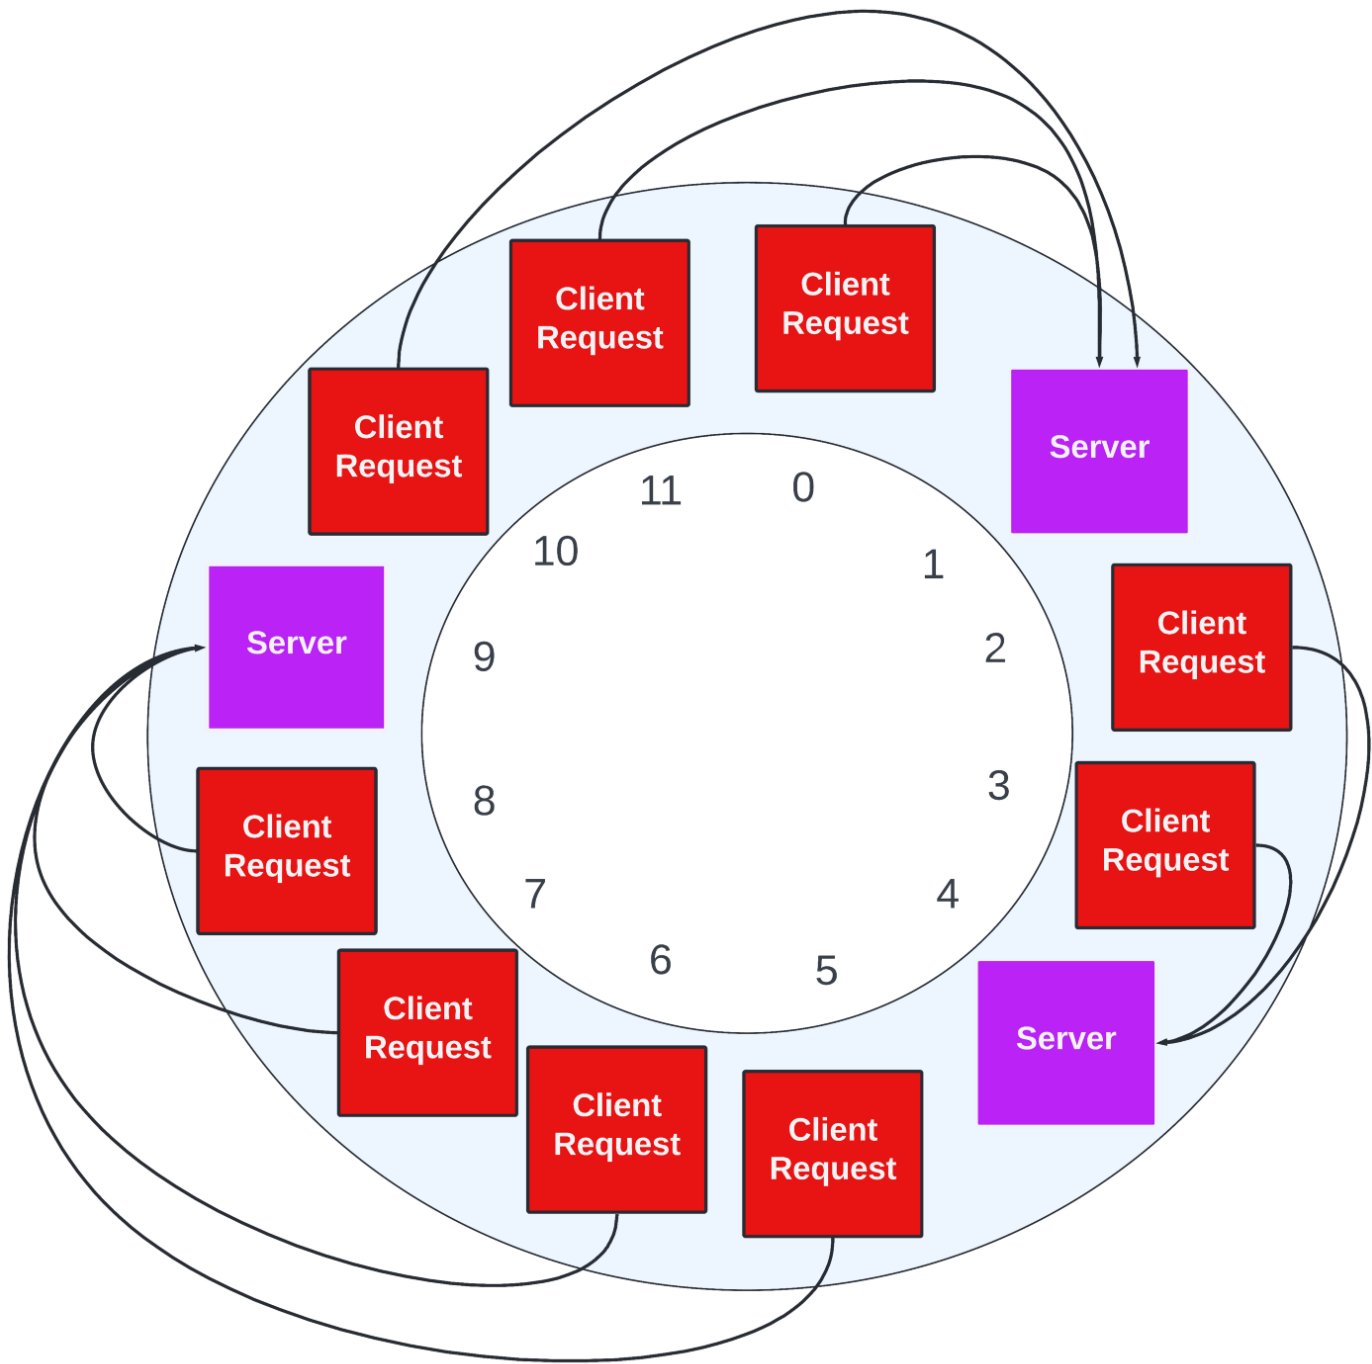 Client
Request
Client
Request
Client
Request
Server
Server
Client
Request
Client
Request
Client
Request
Client
Request
Server
Client
Request
Client
Request
0
1
2
3
4
5
6
7
8
9
10
11